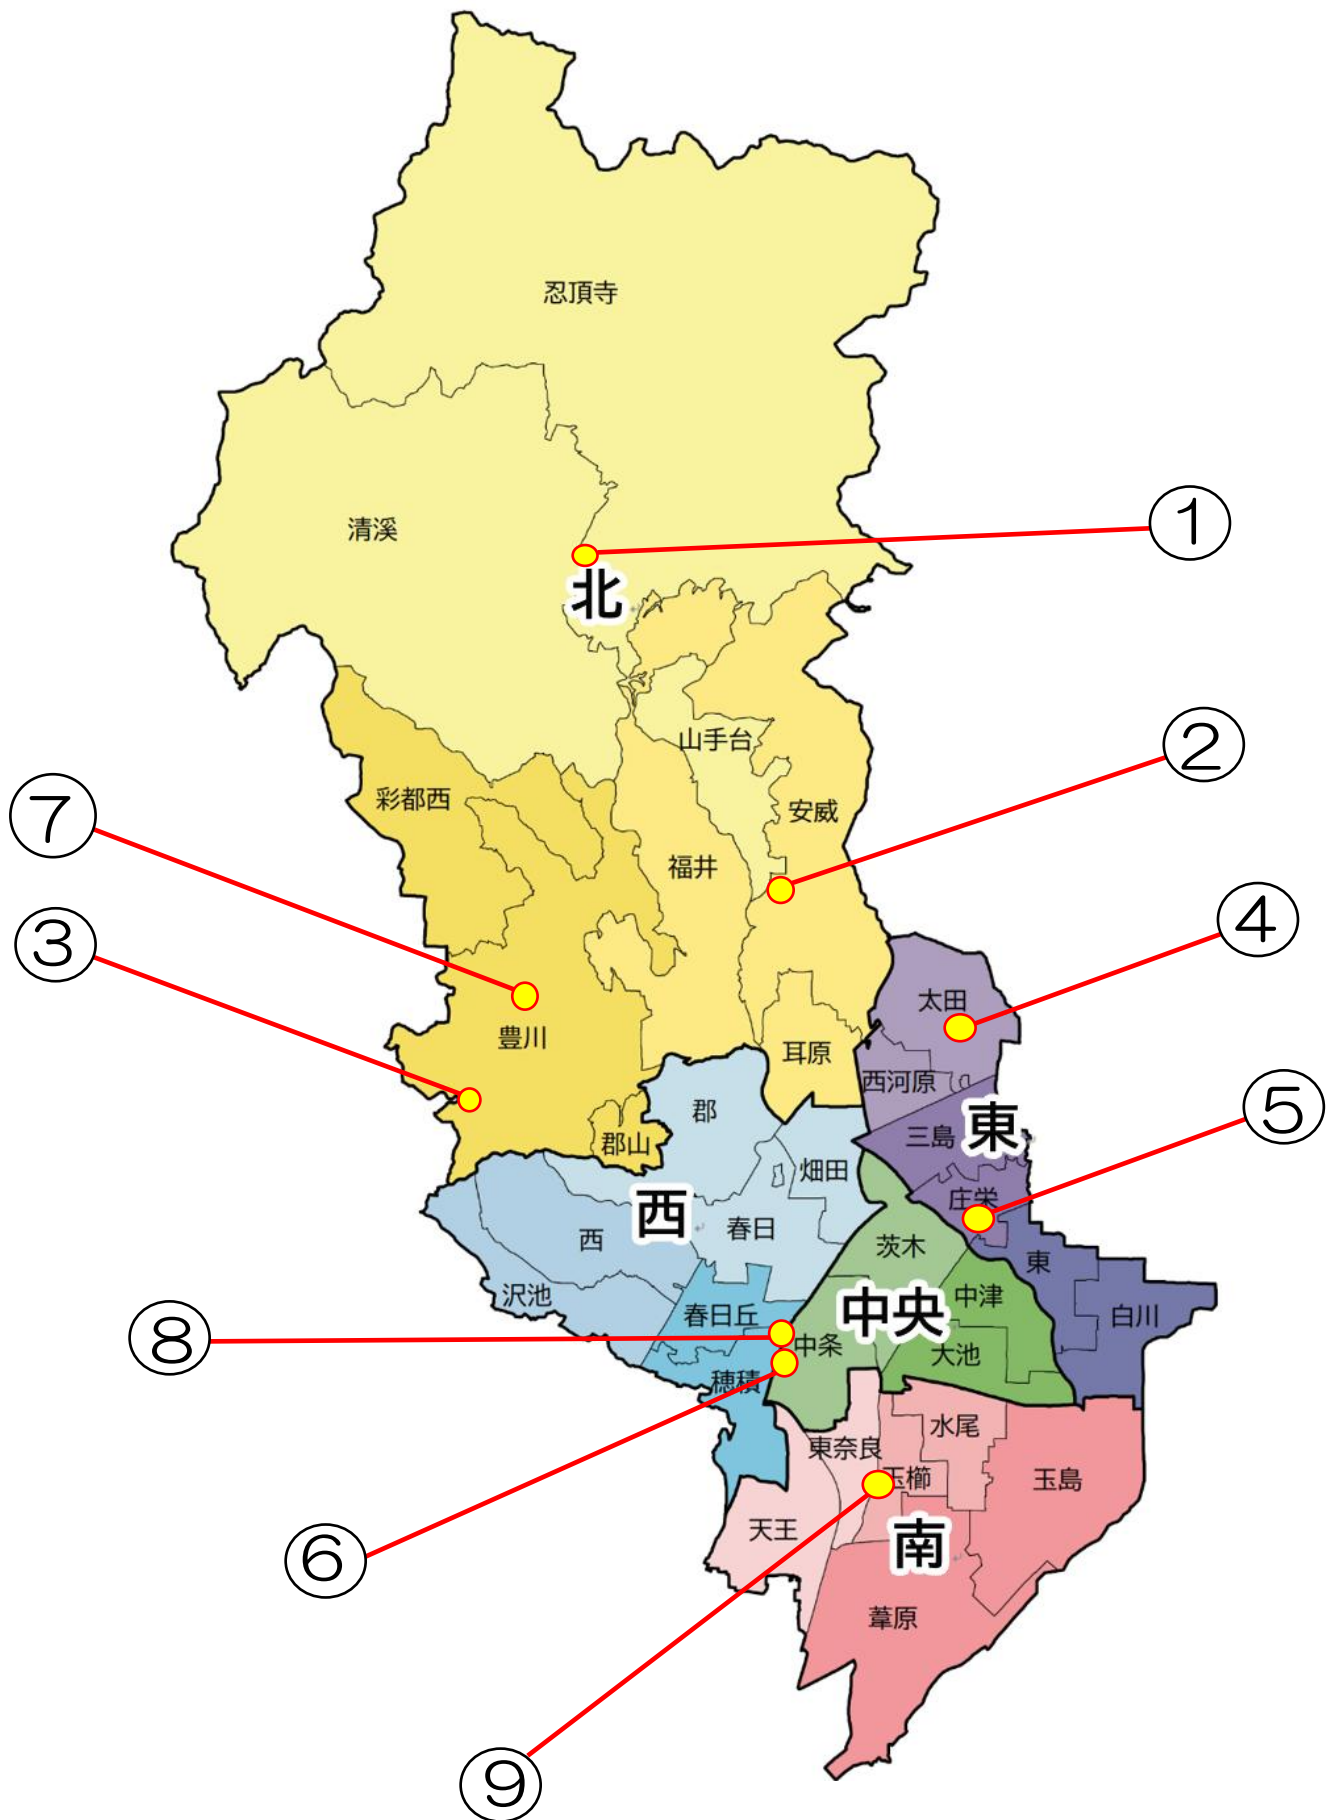 忍頂寺
①
清溪
北
②
山手台
⑦
彩都西
安威
福井
④
③
太田
豊川
耳原
西河原
⑤
郡
東
三島
郡山
畑田
庄栄
西
春日
西
茨木
東
沢池
中津
⑧
春日丘
中央
白川
中条
大池
穂積
水尾
東奈良
玉櫛
玉島
天王
南
⑥
葦原
⑨